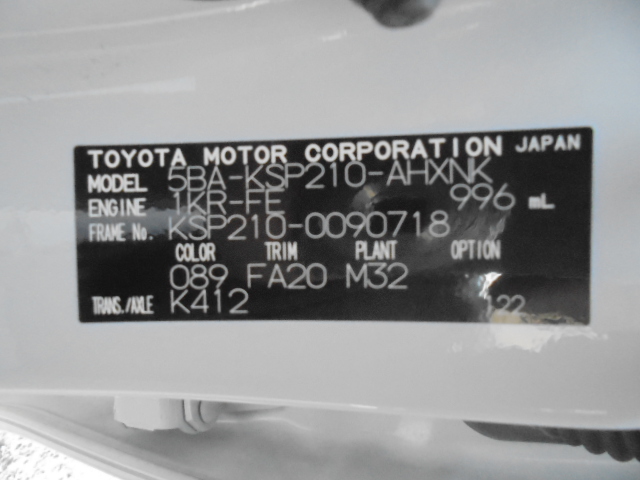 TOYOTA MOTOR CORPORATION JAPAN
MODEL 5BA-KSP210-AHXNK
ENGINE 1KR-FE 996 mL
FRAME No. KSP210-0090718
COLOR TRIM PLANT OPTION
089 FA20 M32
TRANS./AXLE K412 122